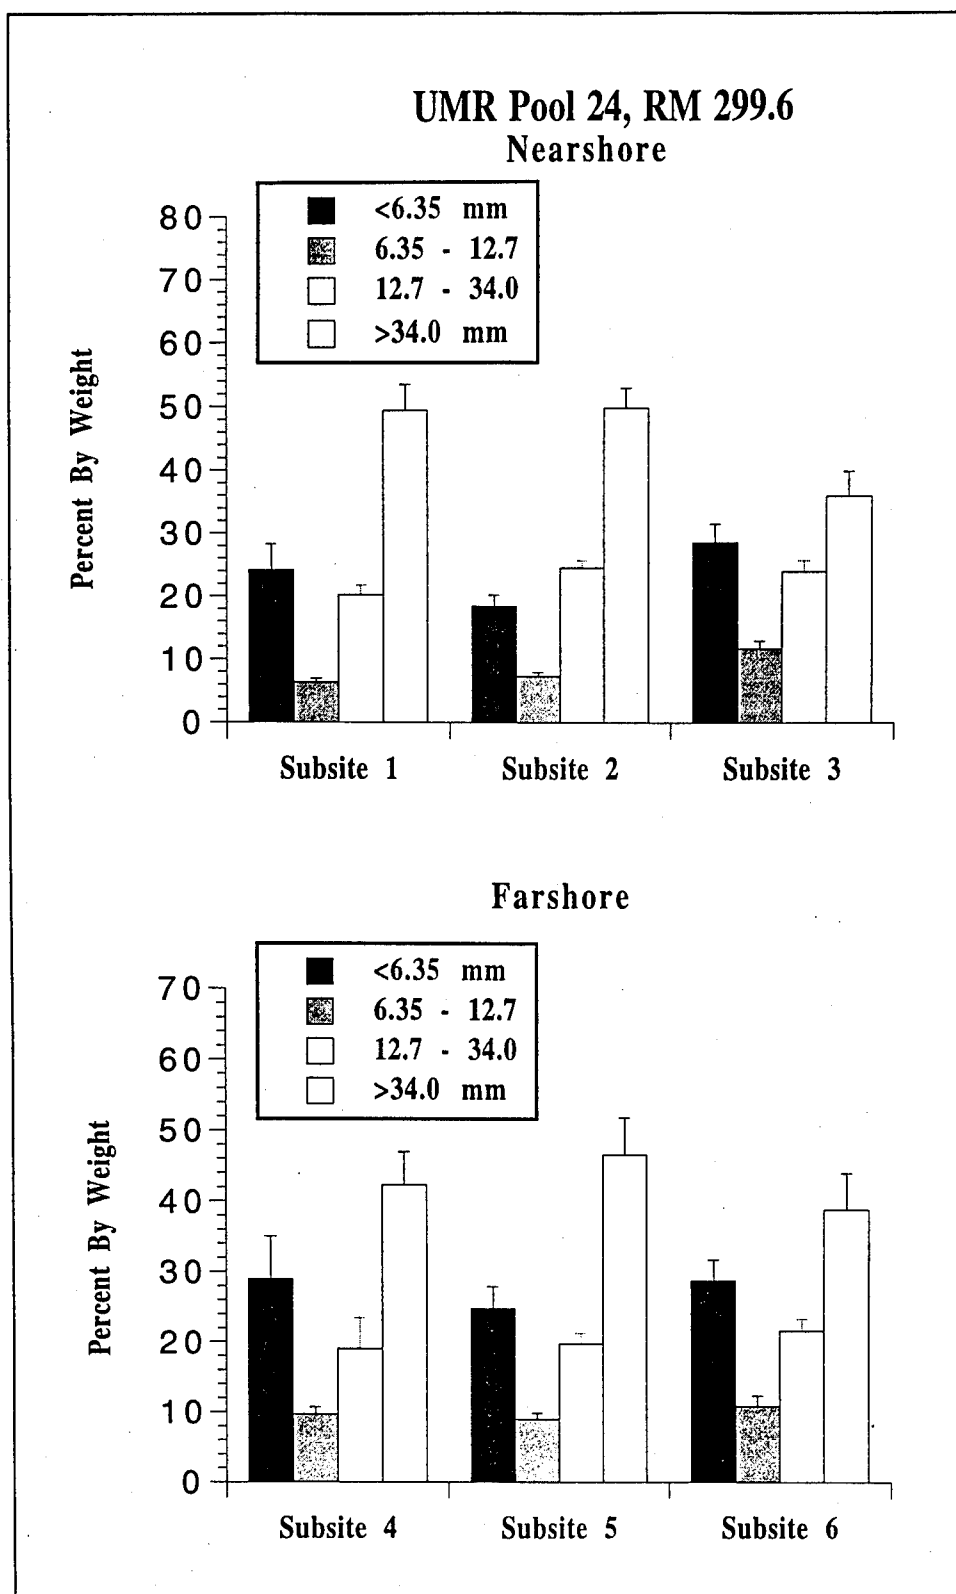 UMR Pool 24, RM 299.6
Nearshore
<6.35 mm
6.35 - 12.7
12.7 - 34.0
>34.0 mm
80
70
60
50
40
30
20
10
0
Percent By Weight
Subsite 1 Subsite 2 Subsite 3
Farshore
<6.35 mm
6.35 - 12.7
12.7 - 34.0
>34.0 mm
70
60
50
40
30
20
10
0
Percent By Weight
Subsite 4 Subsite 5 Subsite 6